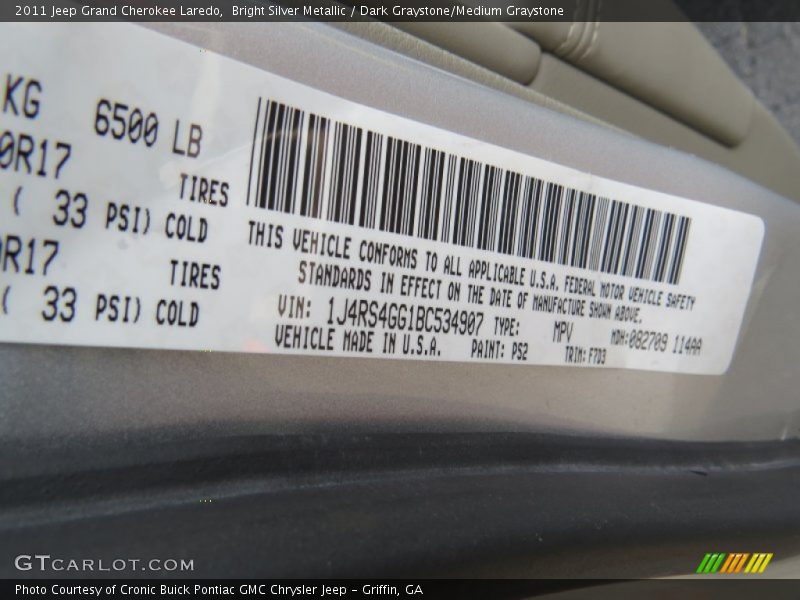 2011 Jeep Grand Cherokee Laredo, Bright Silver Metallic / Dark Graystone/Medium Graystone
KG 6500 LB
0R17 TIRES
( 33 PSI) COLD
R17 TIRES
( 33 PSI) COLD
THIS VEHICLE CONFORMS TO ALL APPLICABLE U.S.A. FEDERAL MOTOR VEHICLE SAFETY
STANDARDS IN EFFECT ON THE DATE OF MANUFACTURE SHOWN ABOVE.
VIN: 1J4RS4GG1BC534907 TYPE: MPV MDH:082709 114AA
VEHICLE MADE IN U.S.A. PAINT: PS2 TRIM: F7D3
GTCARLOT.COM
Photo Courtesy of Cronic Buick Pontiac GMC Chrysler Jeep - Griffin, GA